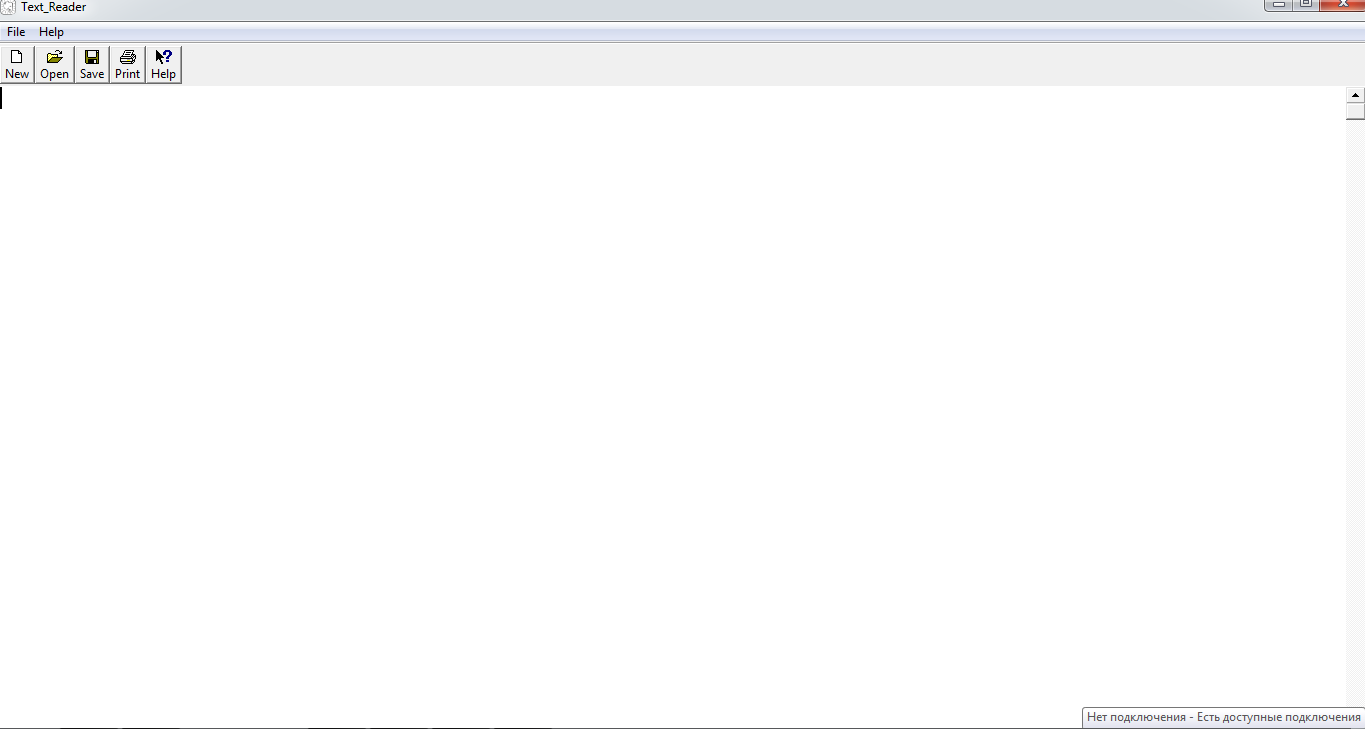 Text_Reader
File Help
New Open Save Print Help
Нет подключения - Есть доступные подключения